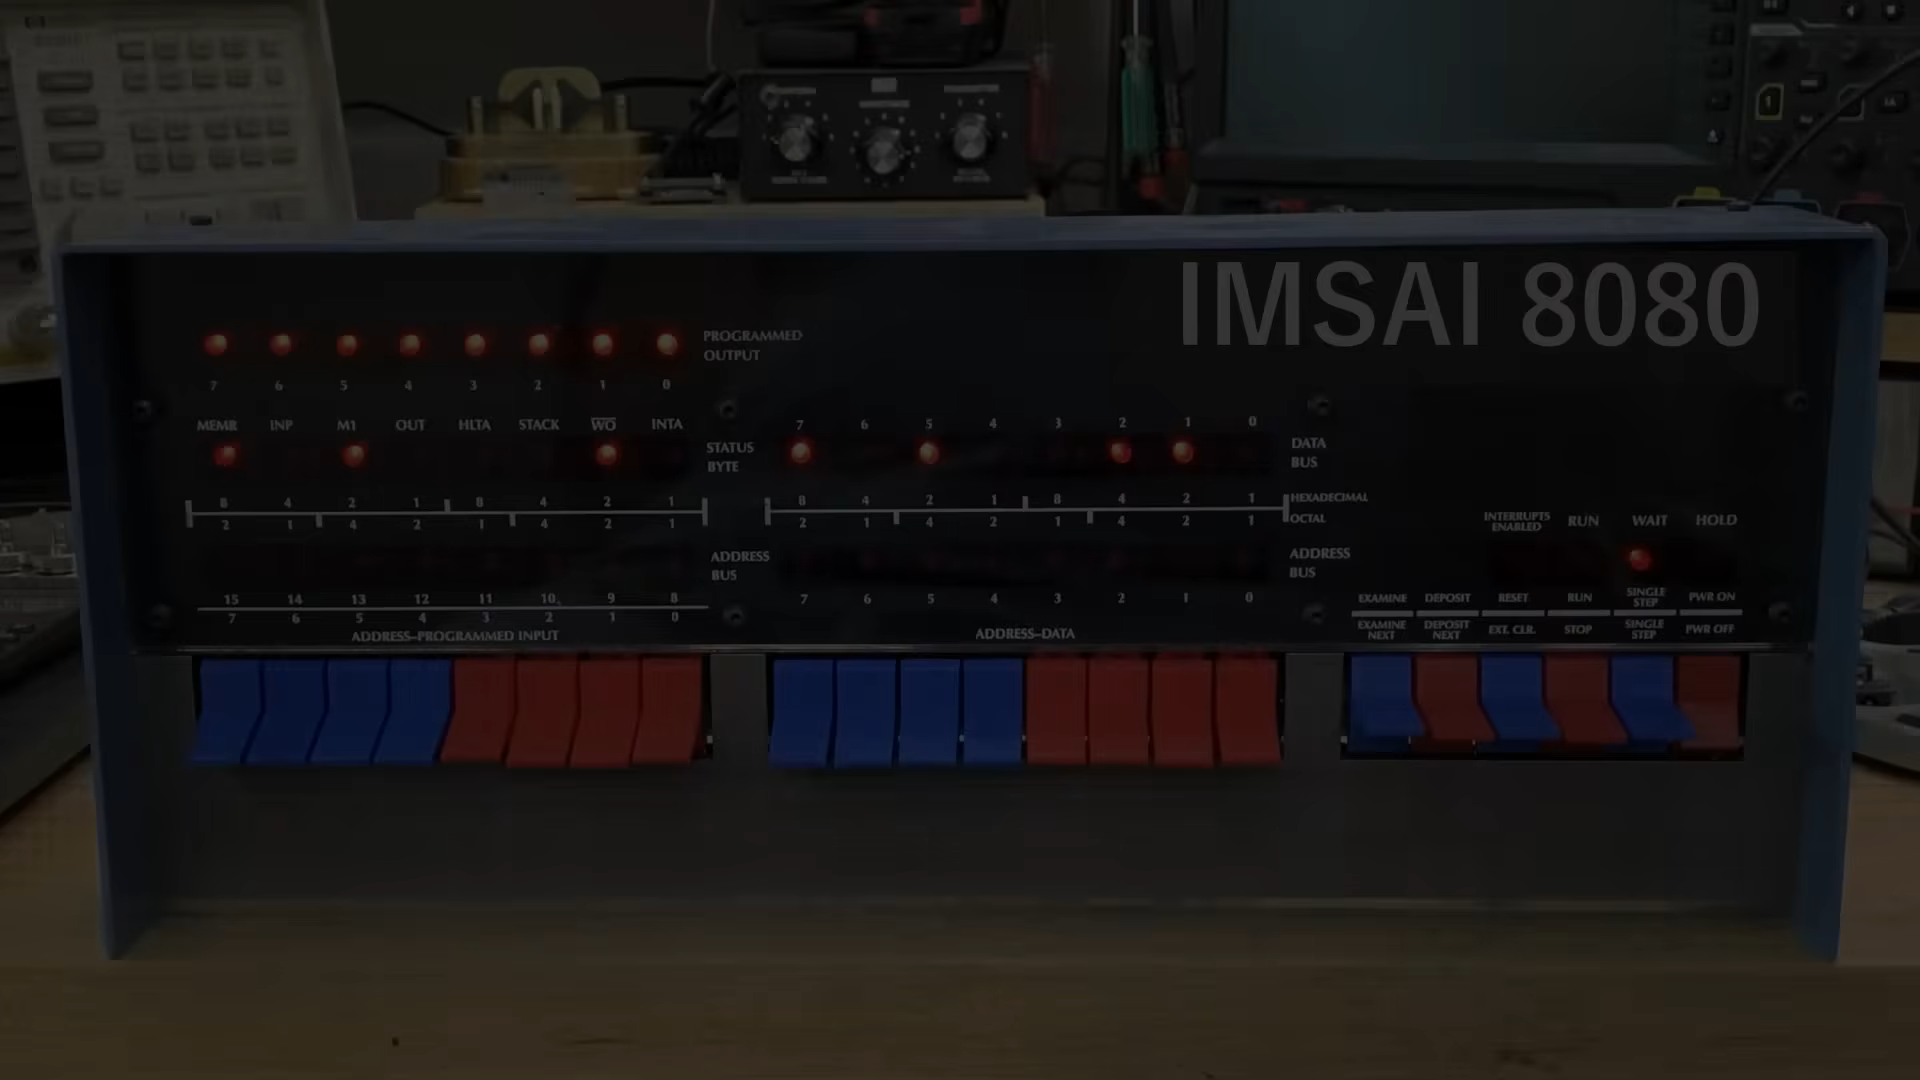 IMSAI 8080
PROGRAMMED
OUTPUT
7 6 5 4 3 2 1 0
MEMR INP M1 OUT HLTA STACK WO INTA
STATUS
BYTE
7 6 5 4 3 2 1 0
DATA
BUS
8 4 2 1 8 4 2 1
2 1 4 2 1 4 2 1
8 4 2 1 8 4 2 1
HEXADECIMAL
2 1 4 2 1 4 2 1
OCTAL
ADDRESS
BUS
ADDRESS
BUS
INTERRUPTS
ENABLED
RUN WAIT HOLD
15 14 13 12 11 10 9 8
7 6 5 4 3 2 1 0
ADDRESS–PROGRAMMED INPUT
7 6 5 4 3 2 1 0
ADDRESS–DATA
EXAMINE DEPOSIT RESET RUN SINGLE STEP PWR ON
EXAMINE NEXT DEPOSIT NEXT EXT. CLR. STOP SINGLE STEP PWR OFF